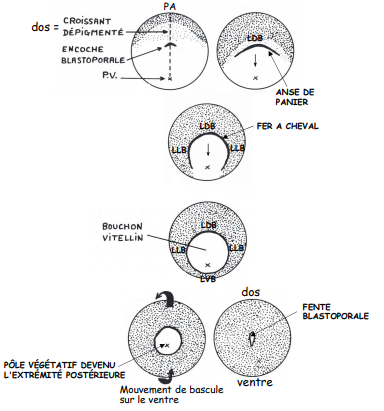 PA
dos =
CROISSANT
DÉPIGMENTÉ
ENCOCHE
BLASTOPORALE
P.V.
LDB
ANSE DE
PANIER
FER A CHEVAL
LDB
LLB
LLB
BOUCHON
VITELLIN
LDB
LLB
LLB
LVB
dos
FENTE
BLASTOPORALE
PÔLE VÉGÉTATIF DEVENU
L'EXTRÉMITÉ POSTÉRIEURE
Mouvement de bascule
sur le ventre
ventre